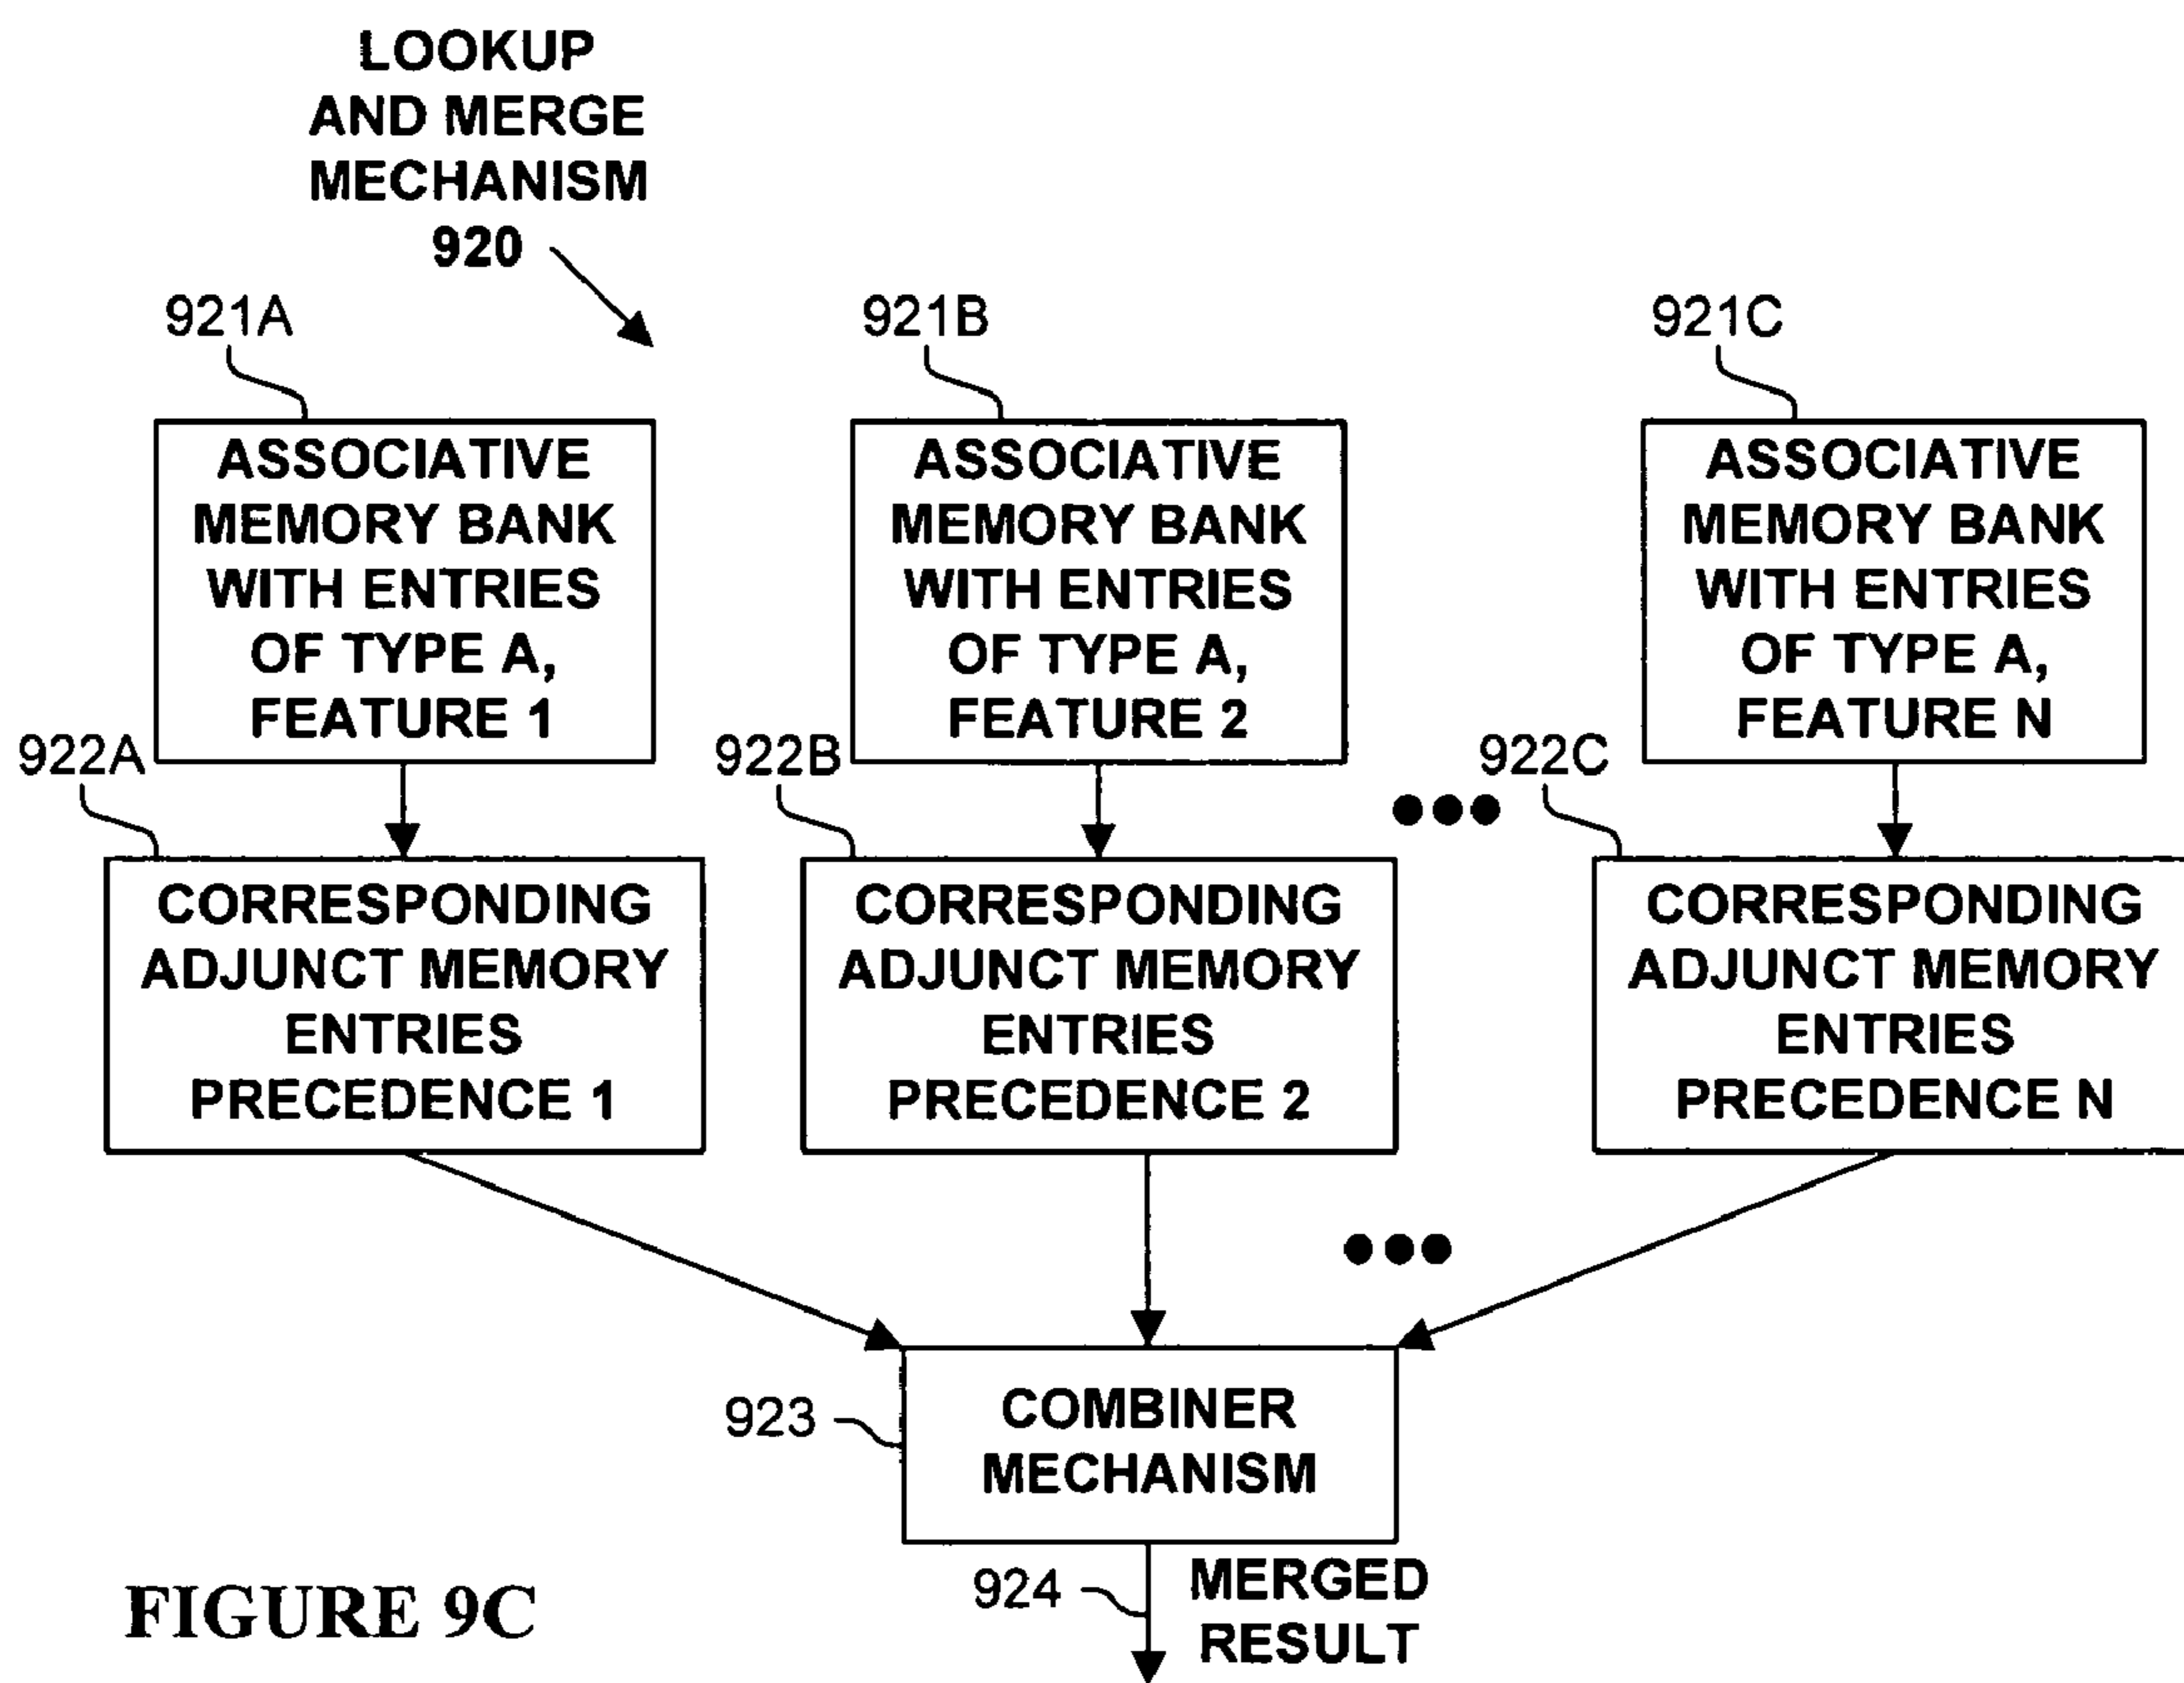 LOOKUP
AND MERGE
MECHANISM
920
921A
921B
921C
ASSOCIATIVE
MEMORY BANK
WITH ENTRIES
OF TYPE A,
FEATURE 1
ASSOCIATIVE
MEMORY BANK
WITH ENTRIES
OF TYPE A,
FEATURE 2
ASSOCIATIVE
MEMORY BANK
WITH ENTRIES
OF TYPE A,
FEATURE N
922A
922B
922C
CORRESPONDING
ADJUNCT MEMORY
ENTRIES
PRECEDENCE 1
CORRESPONDING
ADJUNCT MEMORY
ENTRIES
PRECEDENCE 2
CORRESPONDING
ADJUNCT MEMORY
ENTRIES
PRECEDENCE N
923
COMBINER
MECHANISM
924
MERGED
RESULT
FIGURE 9C